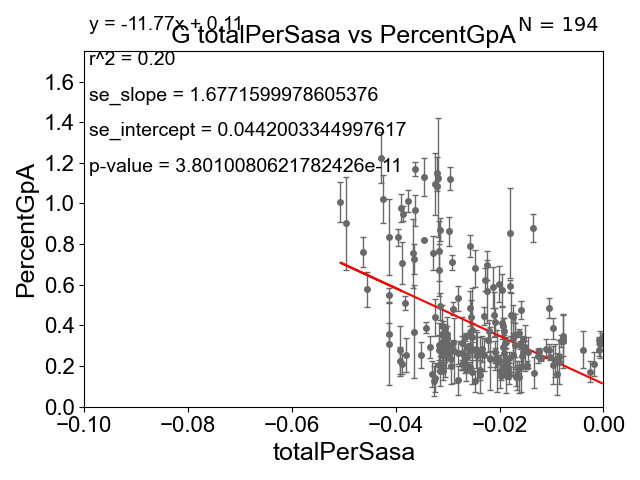 y = -11.77x + 0.11
N = 194
G totalPerSasa vs PercentGpA
r^2 = 0.20
se_slope = 1.6771599978605376
se_intercept = 0.0442003344997617
p-value = 3.8010080621782426e-11
PercentGpA
1.6
1.4
1.2
1.0
0.8
0.6
0.4
0.2
0.0
−0.10 −0.08 −0.06 −0.04 −0.02 0.00
totalPerSasa